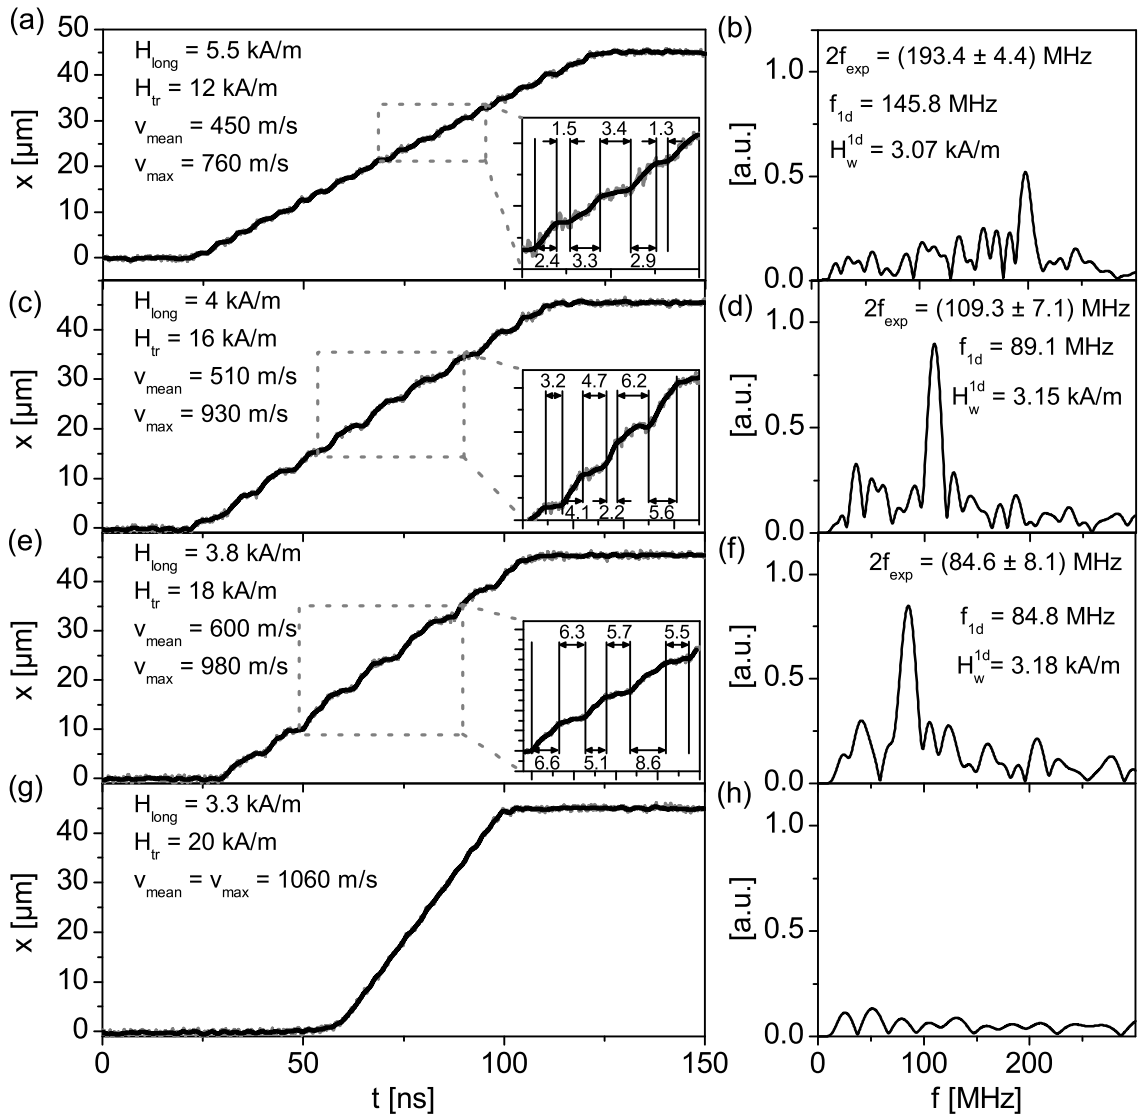 (a)
50
40
30
20
10
0
x [µm]
H_long = 5.5 kA/m
H_tr = 12 kA/m
v_mean = 450 m/s
v_max = 760 m/s
1.5 3.4 1.3
2.4 3.3 2.9
(b)
1.0
0.5
0.0
[a.u.]
2f_exp = (193.4 ± 4.4) MHz
f_1d = 145.8 MHz
H_w^1d = 3.07 kA/m
(c)
40
30
20
10
0
x [µm]
H_long = 4 kA/m
H_tr = 16 kA/m
v_mean = 510 m/s
v_max = 930 m/s
3.2 4.7 6.2
4.1 2.2 5.6
(d)
1.0
0.5
0.0
[a.u.]
2f_exp = (109.3 ± 7.1) MHz
f_1d = 89.1 MHz
H_w^1d = 3.15 kA/m
(e)
40
30
20
10
0
x [µm]
H_long = 3.8 kA/m
H_tr = 18 kA/m
v_mean = 600 m/s
v_max = 980 m/s
6.3 5.7 5.5
6.6 5.1 8.6
(f)
1.0
0.5
0.0
[a.u.]
2f_exp = (84.6 ± 8.1) MHz
f_1d = 84.8 MHz
H_w^1d = 3.18 kA/m
(g)
40
30
20
10
0
x [µm]
H_long = 3.3 kA/m
H_tr = 20 kA/m
v_mean = v_max = 1060 m/s
0 50 100 150
t [ns]
(h)
1.0
0.5
0.0
[a.u.]
0 100 200
f [MHz]